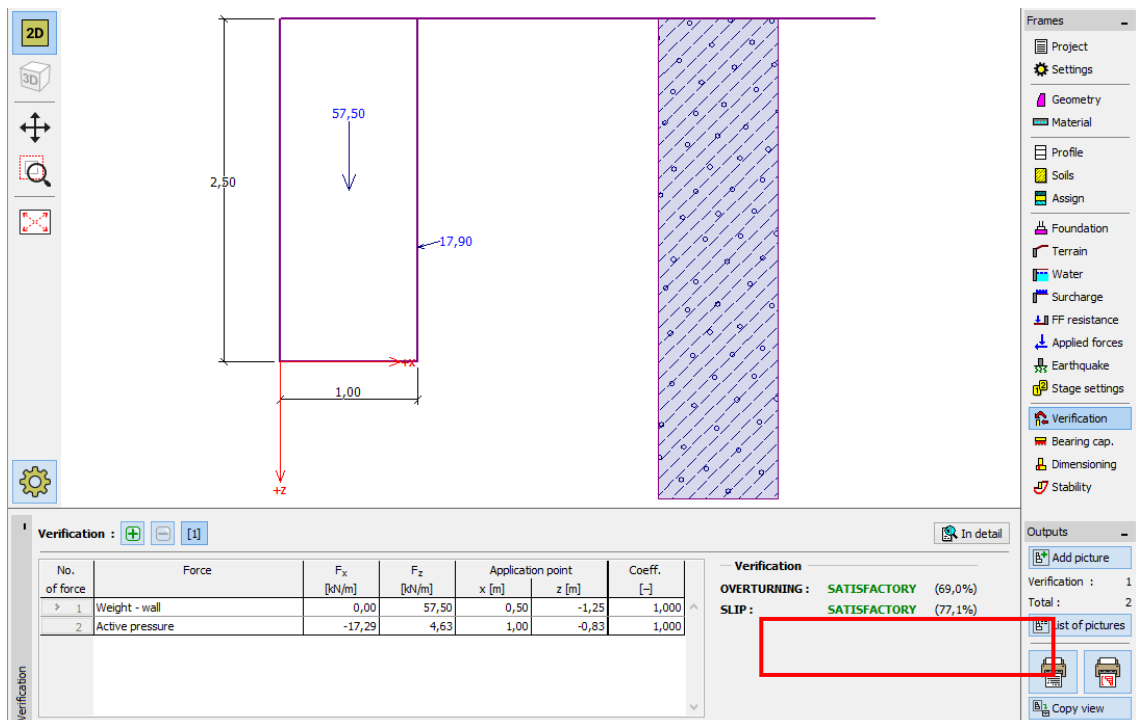 2D
3D
2,50
57,50
17,90
+x
1,00
+z
Frames
Project
Settings
Geometry
Material
Profile
Soils
Assign
Foundation
Terrain
Water
Surcharge
FF resistance
Applied forces
Earthquake
Stage settings
Verification
Bearing cap.
Dimensioning
Stability
Verification
Verification : [1]
In detail
No. of force Force Fx [kN/m] Fz [kN/m] Application point x [m] z [m] Coeff. [–]
> 1 Weight - wall 0,00 57,50 0,50 -1,25 1,000
2 Active pressure -17,29 4,63 1,00 -0,83 1,000
Verification
OVERTURNING : SATISFACTORY (69,0%)
SLIP : SATISFACTORY (77,1%)
Outputs
Add picture
Verification : 1
Total : 2
List of pictures
Copy view